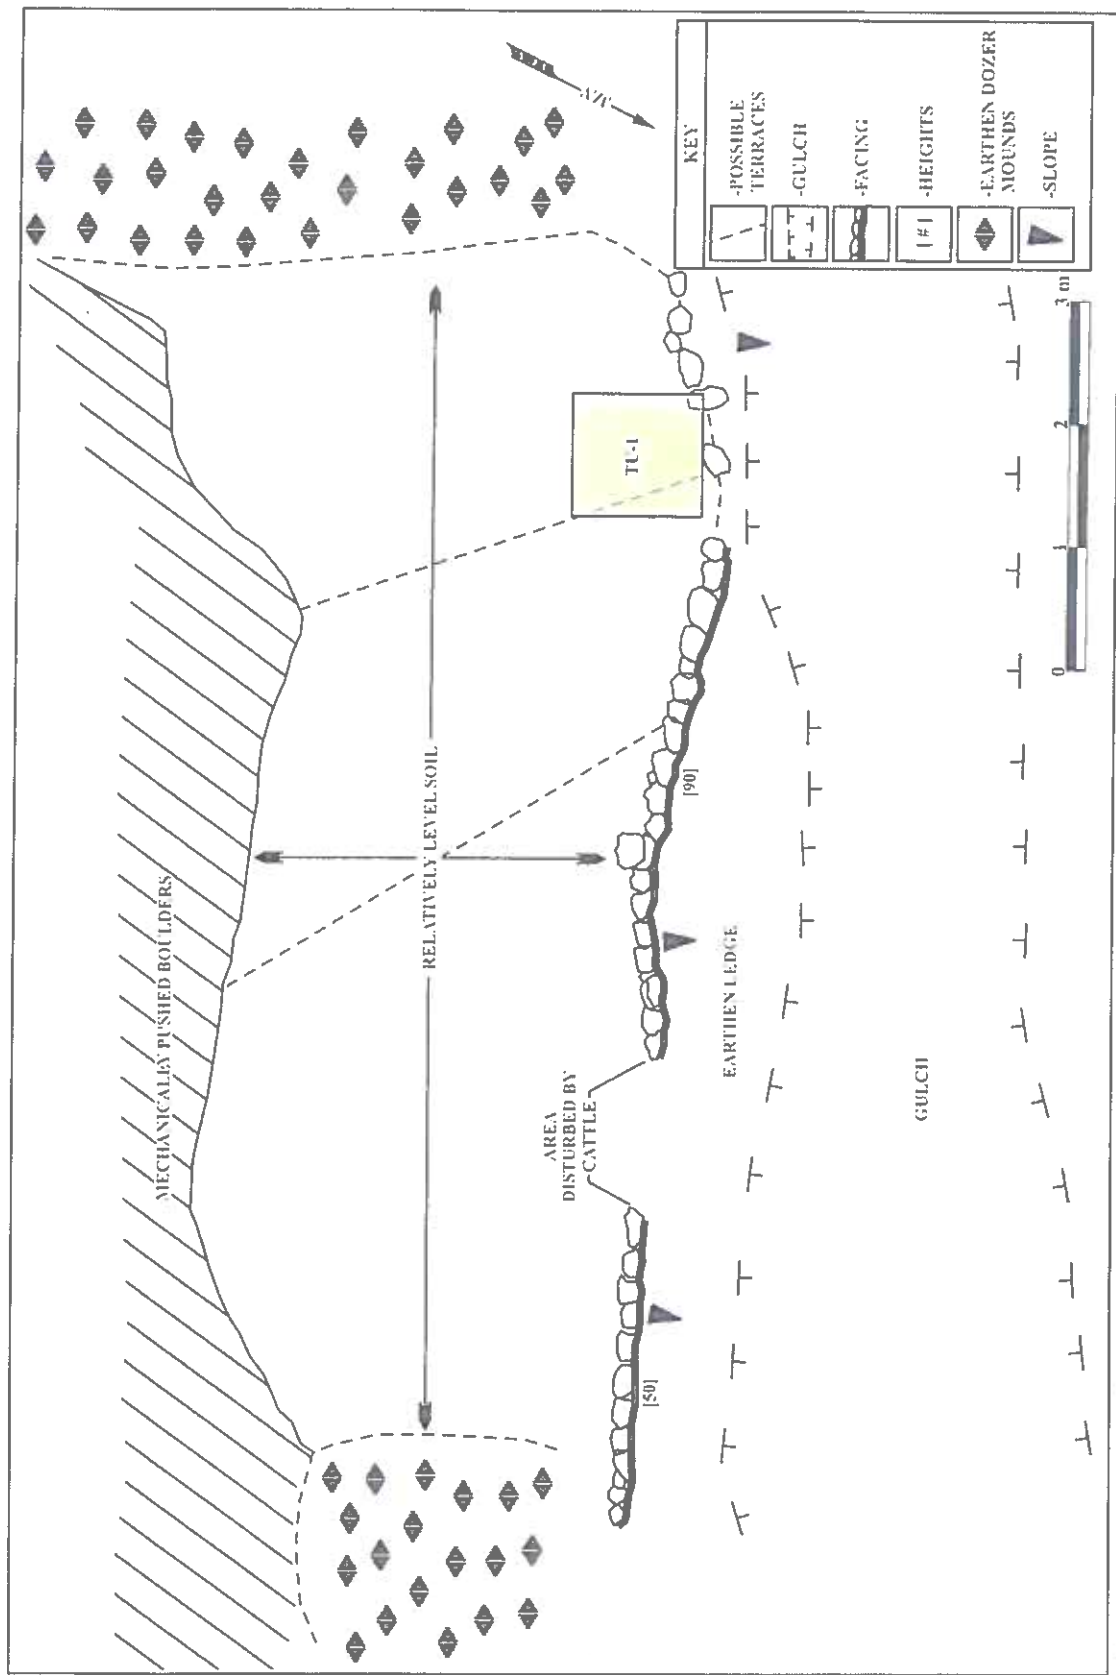 MECHANICALLY PUSHED BOULDERS
RELATIVELY LEVEL SOIL
TU-1
AREA
DISTURBED BY
CATTLE
[90]
[50]
EARTHEN LEDGE
GULCH
KEY
-POSSIBLE
TERRACES
-GULCH
-FACING
[#]
-HEIGHTS
-EARTHEN DOZER
MOUNDS
-SLOPE
0
1
2
3 m